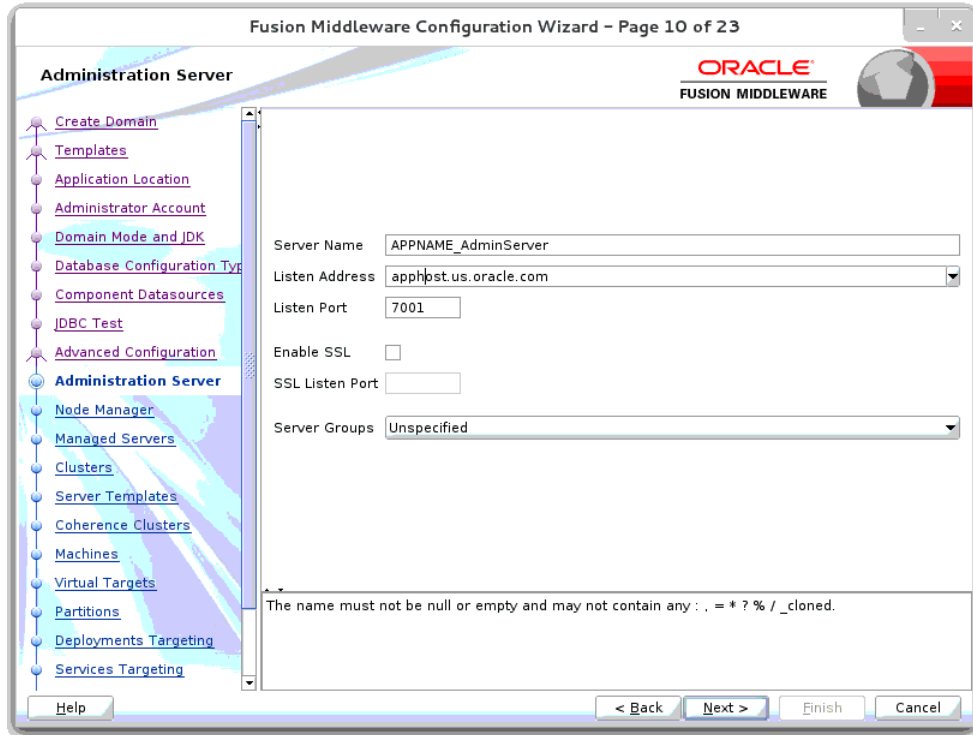 Fusion Middleware Configuration Wizard - Page 10 of 23
Administration Server
ORACLE
FUSION MIDDLEWARE
Create Domain
Templates
Application Location
Administrator Account
Domain Mode and JDK
Database Configuration Typ
Component Datasources
JDBC Test
Advanced Configuration
Administration Server
Node Manager
Managed Servers
Clusters
Server Templates
Coherence Clusters
Machines
Virtual Targets
Partitions
Deployments Targeting
Services Targeting
Server Name APPNAME_AdminServer
Listen Address apphost.us.oracle.com
Listen Port 7001
Enable SSL
SSL Listen Port
Server Groups Unspecified
The name must not be null or empty and may not contain any : , = * ? % / _cloned.
Help < Back Next > Finish Cancel